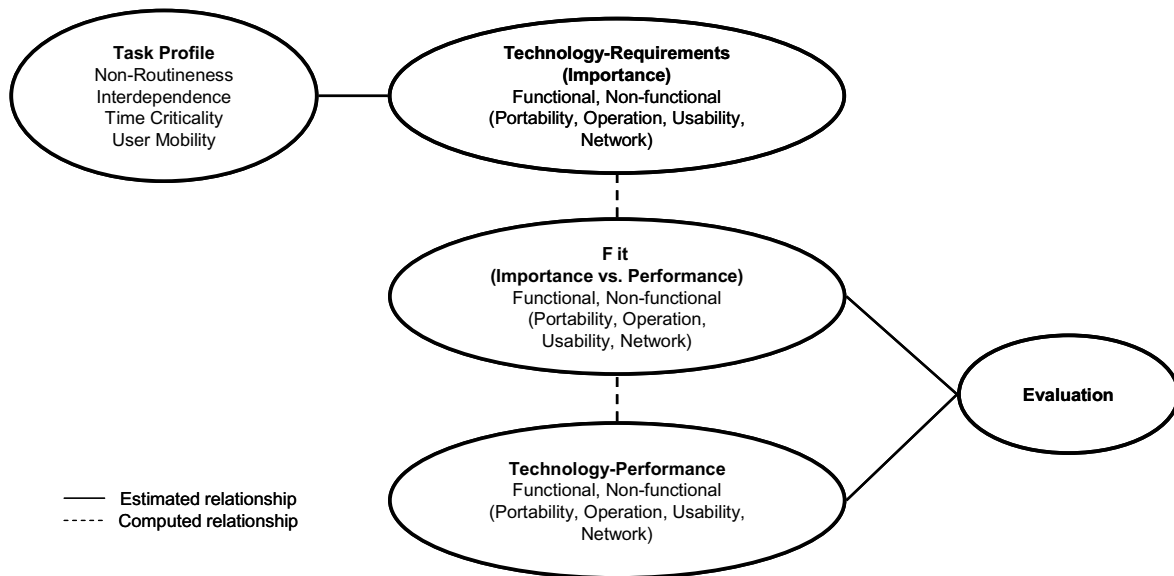 Task Profile
Non-Routineness
Interdependence
Time Criticality
User Mobility
Technology-Requirements
(Importance)
Functional, Non-functional
(Portability, Operation, Usability,
Network)
F it
(Importance vs. Performance)
Functional, Non-functional
(Portability, Operation,
Usability, Network)
Evaluation
Technology-Performance
Functional, Non-functional
(Portability, Operation, Usability,
Network)
Estimated relationship
Computed relationship